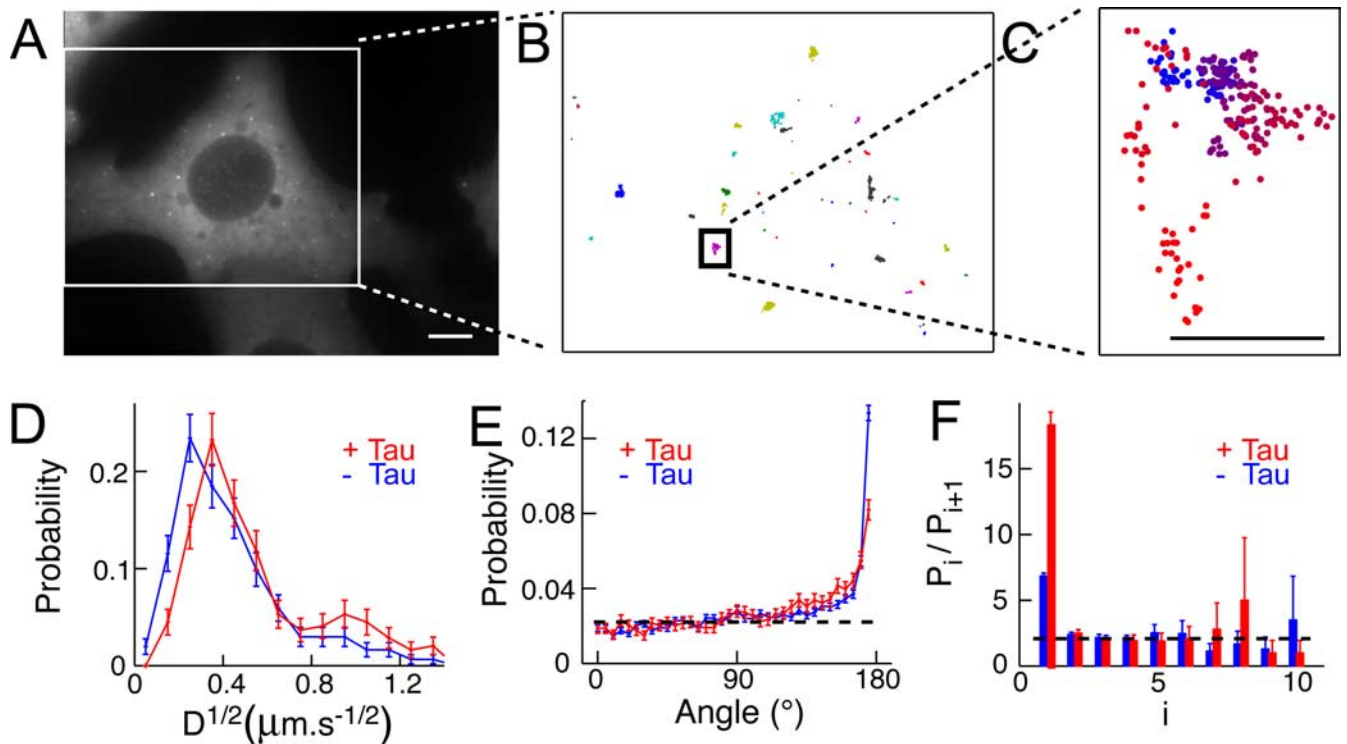 A
B
C
D
Probability
0.2
0.1
0
+ Tau
- Tau
0 0.4 0.8 1.2
D1/2(μm.s-1/2)
E
Probability
0.12
0.08
0.04
0
+ Tau
- Tau
0 90 180
Angle (°)
F
Pi / Pi+1
15
10
5
0
+ Tau
- Tau
0 5 10
i